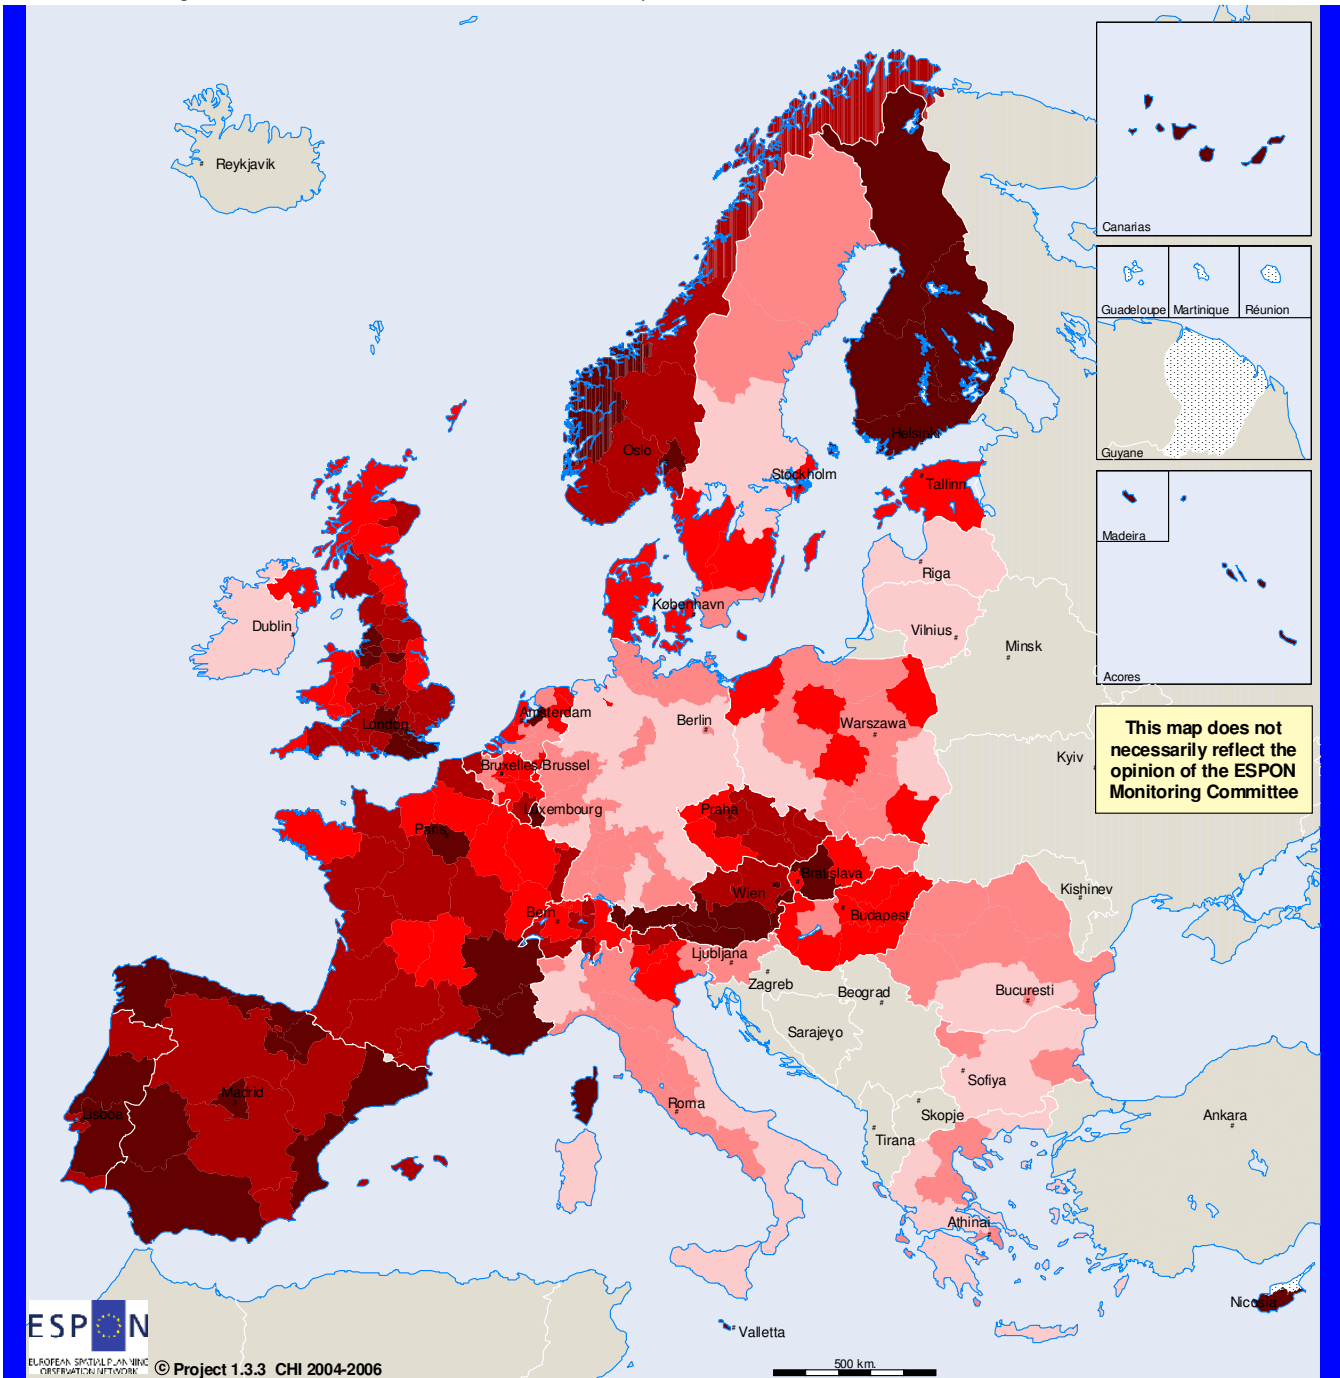 Reykjavik
Canarias
Guadeloupe
Martinique
Réunion
Guyane
Helsinki
Oslo
Stockholm
Tallinn
Madeira
Riga
København
Dublin
Vilnius
Minsk
Acores
London
Amsterdam
Berlin
Warszawa
This map does not
necessarily reflect the
opinion of the ESPON
Monitoring Committee
Kyiv
Bruxelles/Brussel
Luxembourg
Praha
Paris
Bratislava
Wien
Kishinev
Bern
Budapest
Ljubljana
Zagreb
Beograd
Bucuresti
Sarajevo
Sofiya
Madrid
Lisboa
Roma
Skopje
Ankara
Tirana
Athinai
Nicosia
Valletta
ESPON
EUROPEAN SPATIAL PLANNING
OBSERVATION NETWORK
© Project 1.3.3 CHI 2004-2006
500 km.